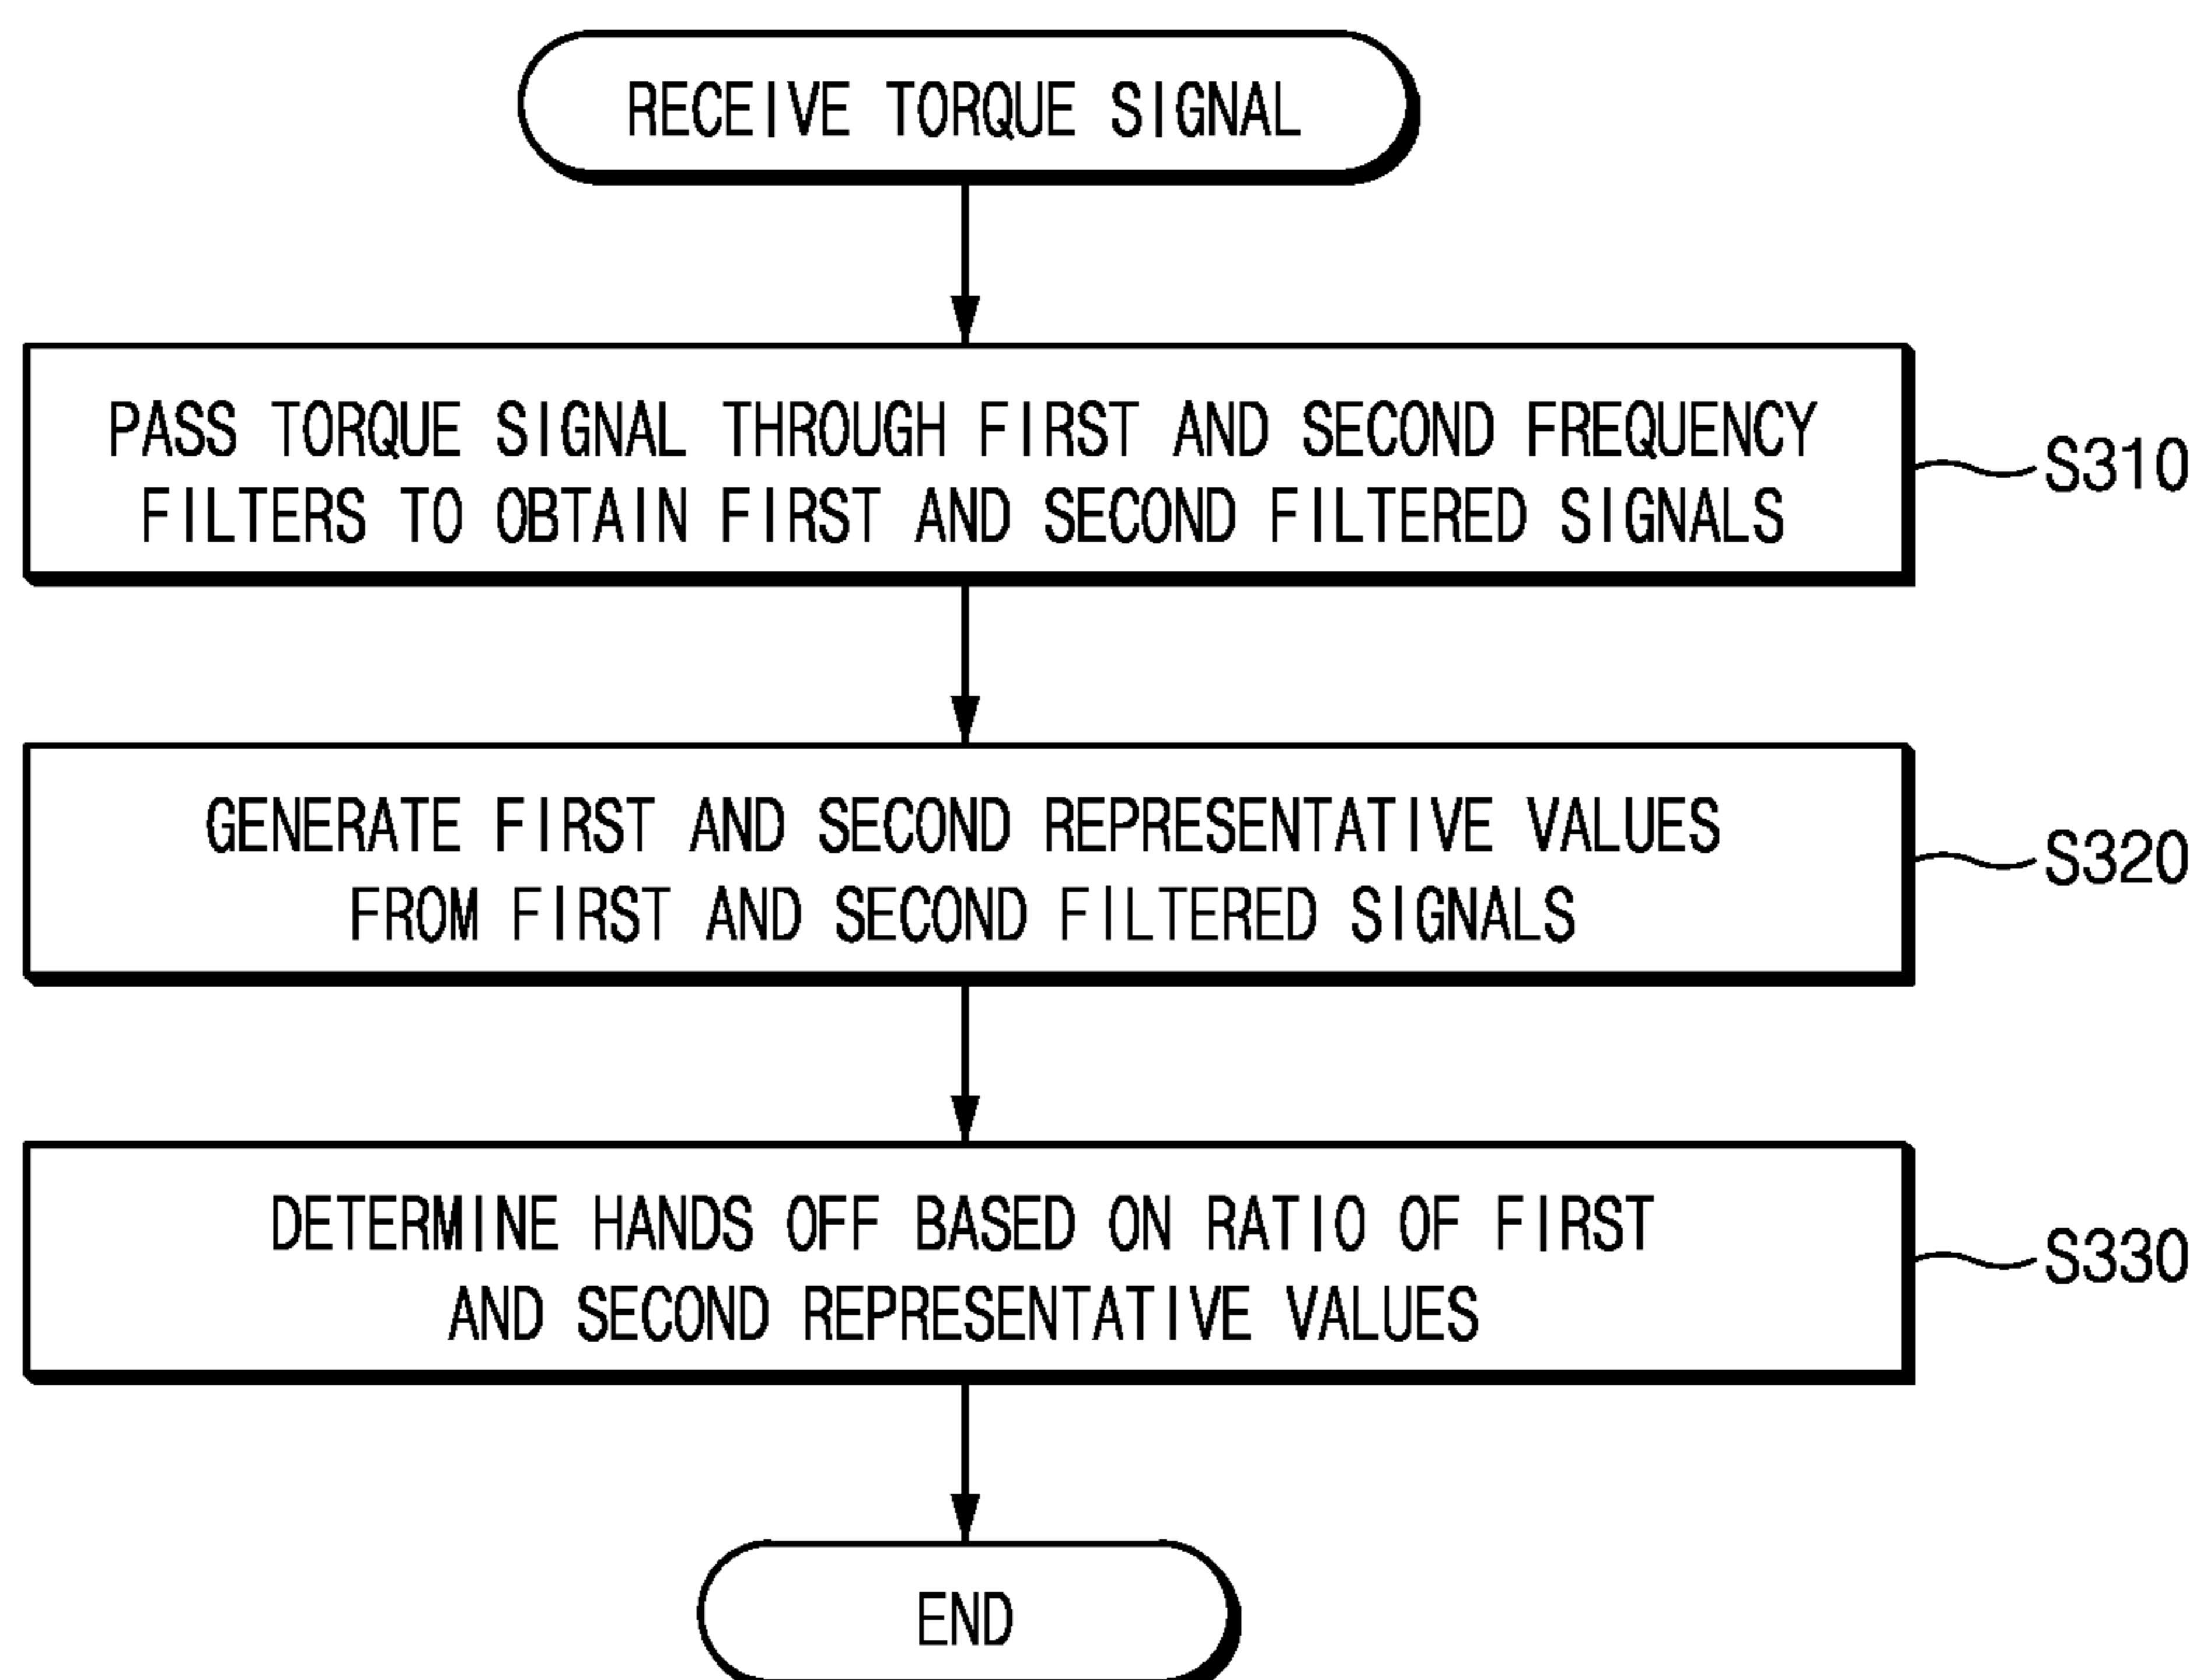 RECEIVE TORQUE SIGNAL
PASS TORQUE SIGNAL THROUGH FIRST AND SECOND FREQUENCY
FILTERS TO OBTAIN FIRST AND SECOND FILTERED SIGNALS
S310
GENERATE FIRST AND SECOND REPRESENTATIVE VALUES
FROM FIRST AND SECOND FILTERED SIGNALS
S320
DETERMINE HANDS OFF BASED ON RATIO OF FIRST
AND SECOND REPRESENTATIVE VALUES
S330
END